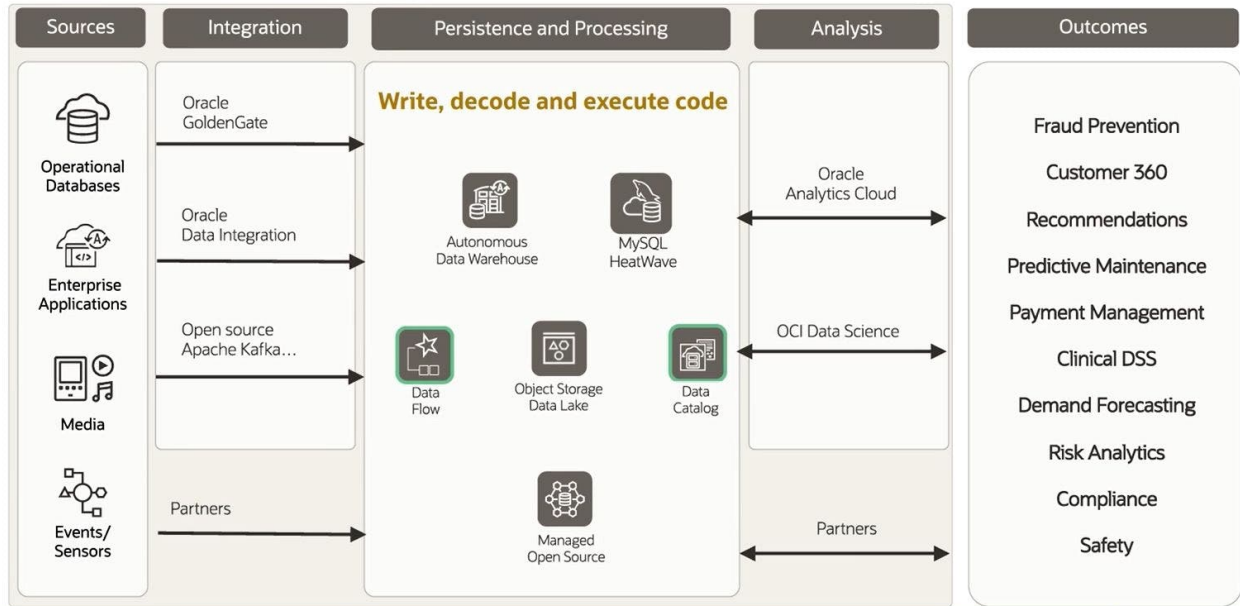 Sources
Integration
Persistence and Processing
Analysis
Outcomes
Operational
Databases
Enterprise
Applications
Media
Events/
Sensors
Oracle
GoldenGate
Oracle
Data Integration
Open source
Apache Kafka...
Partners
Write, decode and execute code
Autonomous
Data Warehouse
MySQL
HeatWave
Data
Flow
Object Storage
Data Lake
Data
Catalog
Managed
Open Source
Oracle
Analytics Cloud
OCI Data Science
Partners
Fraud Prevention
Customer 360
Recommendations
Predictive Maintenance
Payment Management
Clinical DSS
Demand Forecasting
Risk Analytics
Compliance
Safety